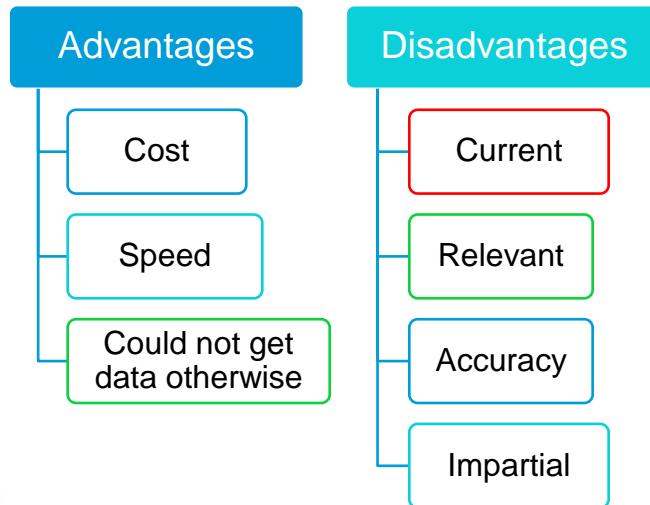 Advantages
Cost
Speed
Could not get
data otherwise
Disadvantages
Current
Relevant
Accuracy
Impartial